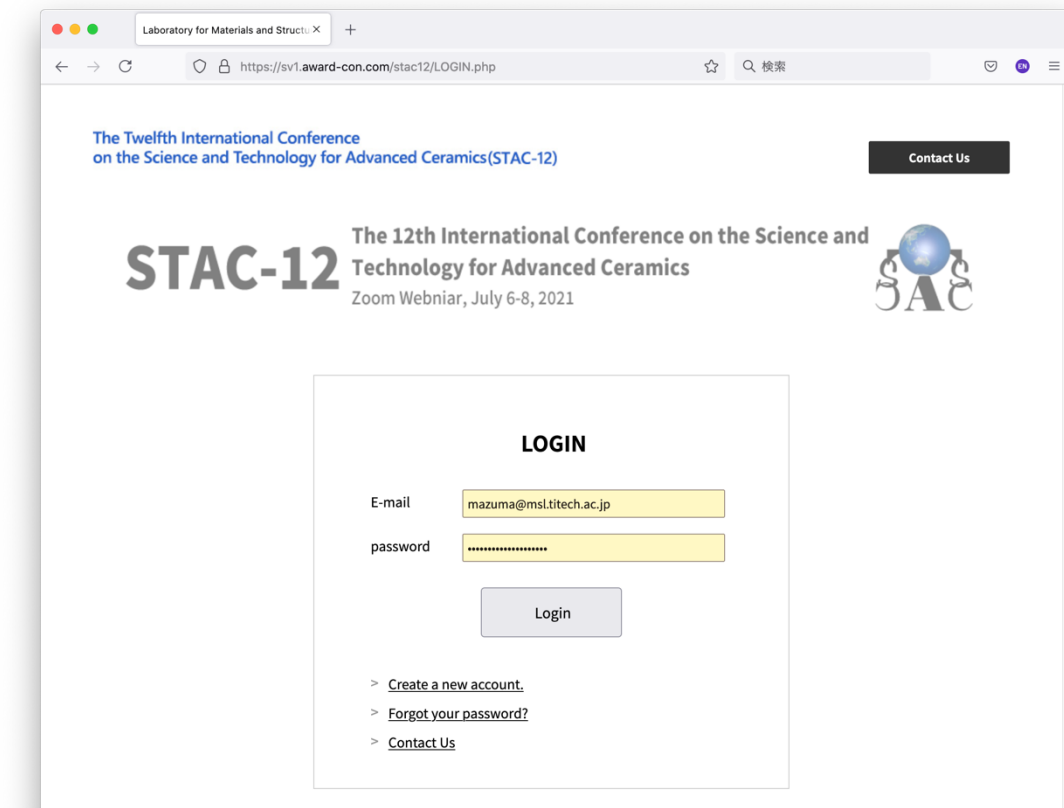 Laboratory for Materials and Structu
https://sv1.award-con.com/stac12/LOGIN.php
検索
EN
The Twelfth International Conference
on the Science and Technology for Advanced Ceramics(STAC-12)
Contact Us
STAC-12
The 12th International Conference on the Science and
Technology for Advanced Ceramics
Zoom Webniar, July 6-8, 2021
SAS
LOGIN
E-mail
mazuma@msl.titech.ac.jp
password
••••••••••••••••••••
Login
> Create a new account.
> Forgot your password?
> Contact Us